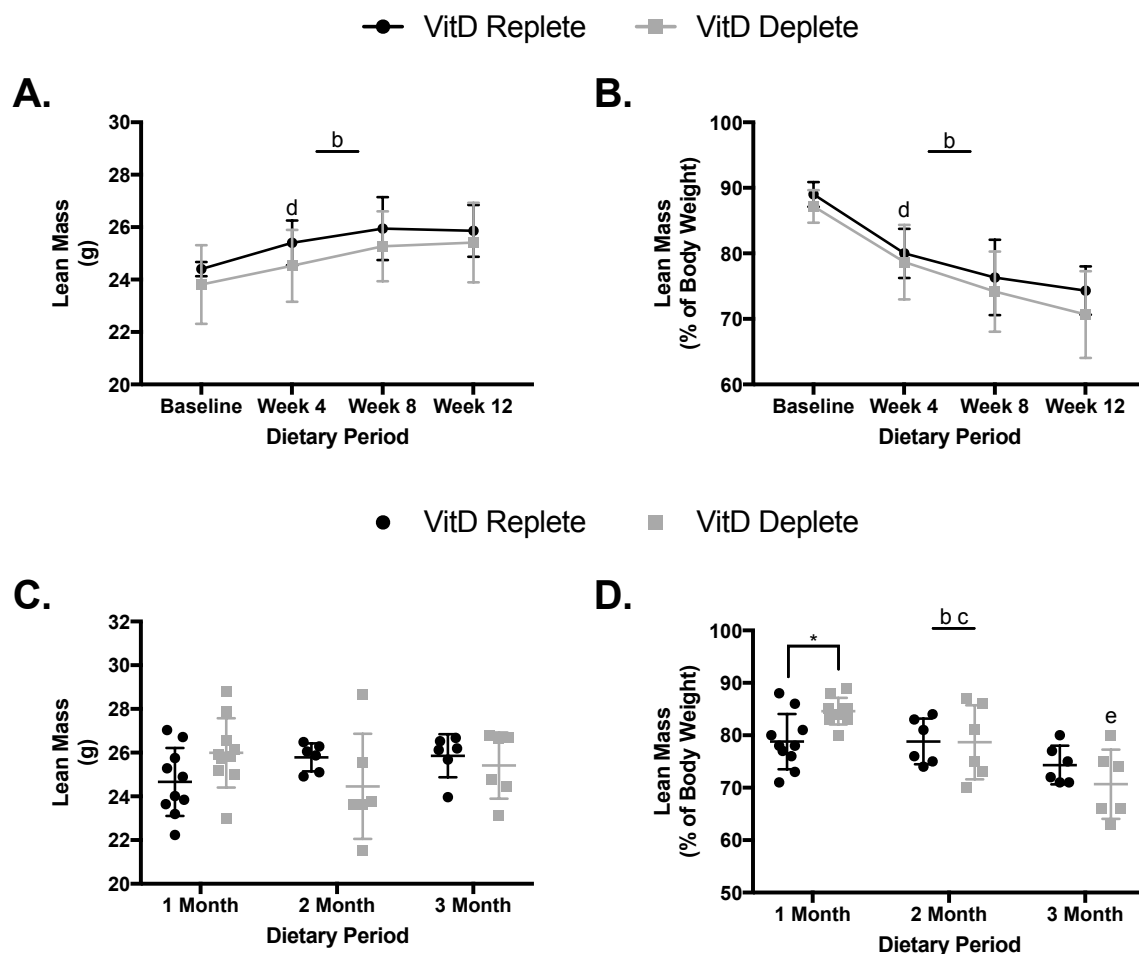 VitD Replete VitD Deplete
A.
30
28
26
24
22
20
Lean Mass
(g)
b
d
Baseline Week 4 Week 8 Week 12
Dietary Period
B.
100
90
80
70
60
Lean Mass
(% of Body Weight)
b
d
Baseline Week 4 Week 8 Week 12
Dietary Period
VitD Replete VitD Deplete
C.
32
30
28
26
24
22
20
Lean Mass
(g)
1 Month 2 Month 3 Month
Dietary Period
D.
100
90
80
70
60
50
Lean Mass
(% of Body Weight)
*
b c
e
1 Month 2 Month 3 Month
Dietary Period